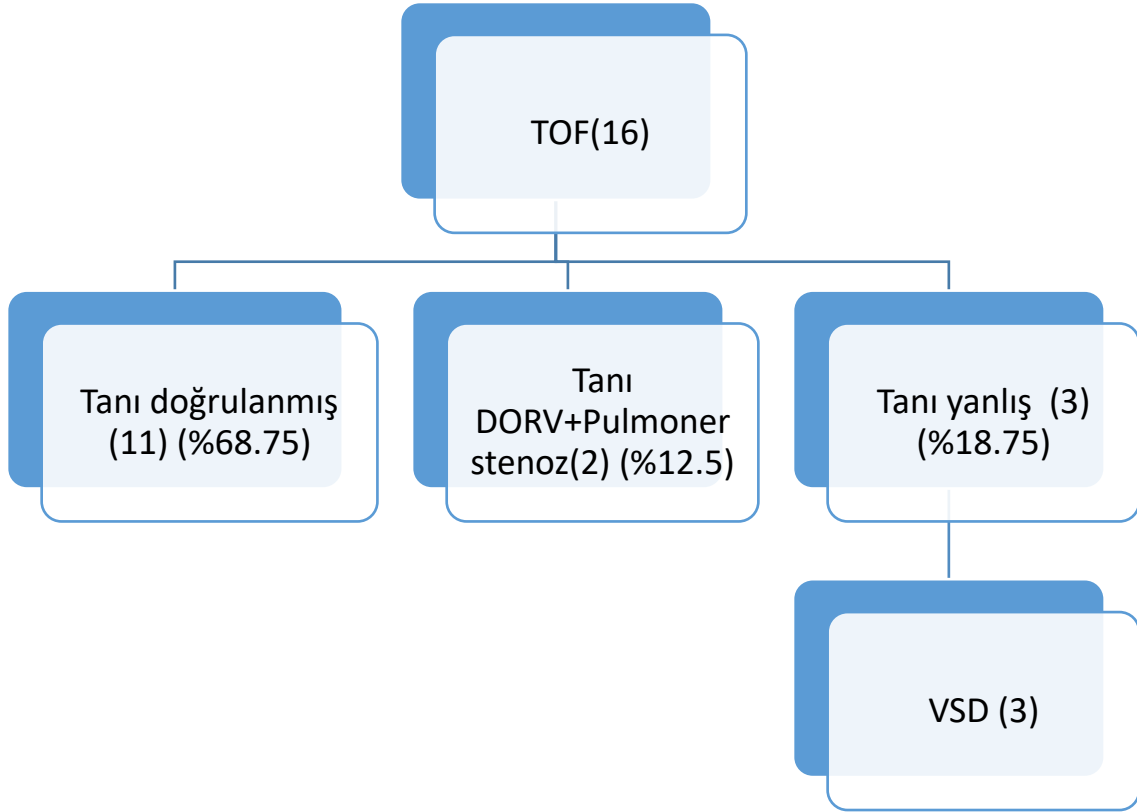 TOF(16)
Tanı doğrulanmış
(11) (%68.75)
Tanı
DORV+Pulmoner
stenoz(2) (%12.5)
Tanı yanlış  (3)
(%18.75)
VSD (3)